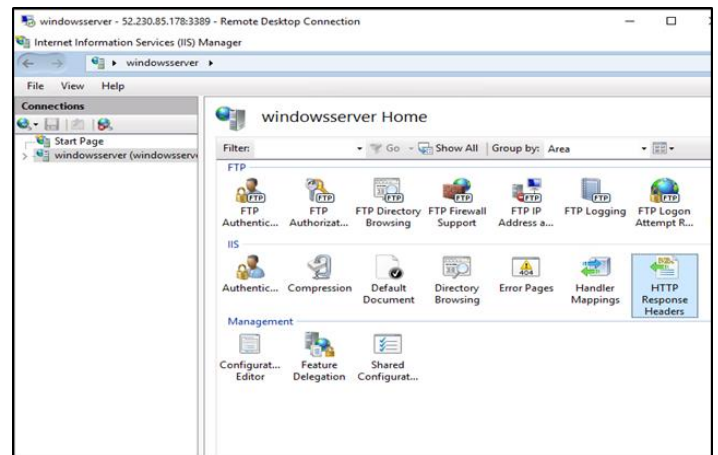 windowsserver - 52.230.85.178:3389 - Remote Desktop Connection
Internet Information Services (IIS) Manager
windowsserver
File View Help
Connections
Start Page
windowsserver (windowsserv
windowsserver Home
Filter: Go Show All Group by: Area
FTP
FTP Authentic...
FTP Authorizat...
FTP Directory Browsing
FTP Firewall Support
FTP IP Address a...
FTP Logging
FTP Logon Attempt R...
IIS
Authentic...
Compression
Default Document
Directory Browsing
Error Pages
Handler Mappings
HTTP Response Headers
Management
Configurat... Editor
Feature Delegation
Shared Configurat...